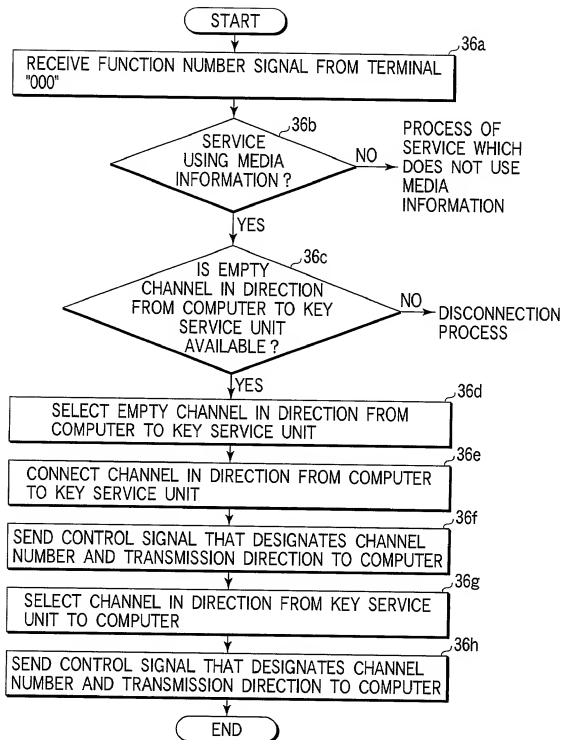 START
36a
RECEIVE FUNCTION NUMBER SIGNAL FROM TERMINAL
"000"
36b
SERVICE
USING MEDIA
INFORMATION ?
NO
PROCESS OF
SERVICE WHICH
DOES NOT USE
MEDIA
INFORMATION
YES
36c
IS EMPTY
CHANNEL IN DIRECTION
FROM COMPUTER TO KEY
SERVICE UNIT
AVAILABLE ?
NO
DISCONNECTION
PROCESS
YES
36d
SELECT EMPTY CHANNEL IN DIRECTION FROM
COMPUTER TO KEY SERVICE UNIT
36e
CONNECT CHANNEL IN DIRECTION FROM COMPUTER
TO KEY SERVICE UNIT
36f
SEND CONTROL SIGNAL THAT DESIGNATES CHANNEL
NUMBER AND TRANSMISSION DIRECTION TO COMPUTER
36g
SELECT CHANNEL IN DIRECTION FROM KEY SERVICE
UNIT TO COMPUTER
36h
SEND CONTROL SIGNAL THAT DESIGNATES CHANNEL
NUMBER AND TRANSMISSION DIRECTION TO COMPUTER
END